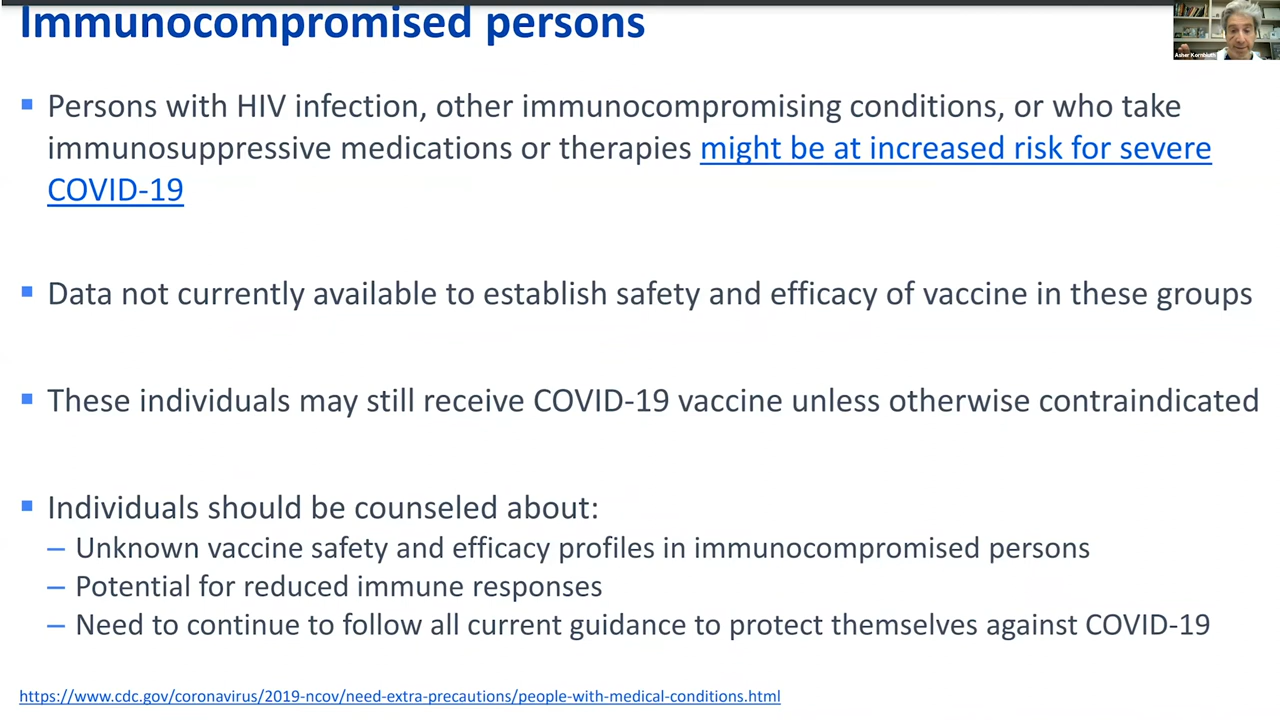 Immunocompromised persons
Asher Kornbluth
Persons with HIV infection, other immunocompromising conditions, or who take
immunosuppressive medications or therapies might be at increased risk for severe
COVID-19
Data not currently available to establish safety and efficacy of vaccine in these groups
These individuals may still receive COVID-19 vaccine unless otherwise contraindicated
Individuals should be counseled about:
– Unknown vaccine safety and efficacy profiles in immunocompromised persons
– Potential for reduced immune responses
– Need to continue to follow all current guidance to protect themselves against COVID-19
https://www.cdc.gov/coronavirus/2019-ncov/need-extra-precautions/people-with-medical-conditions.html